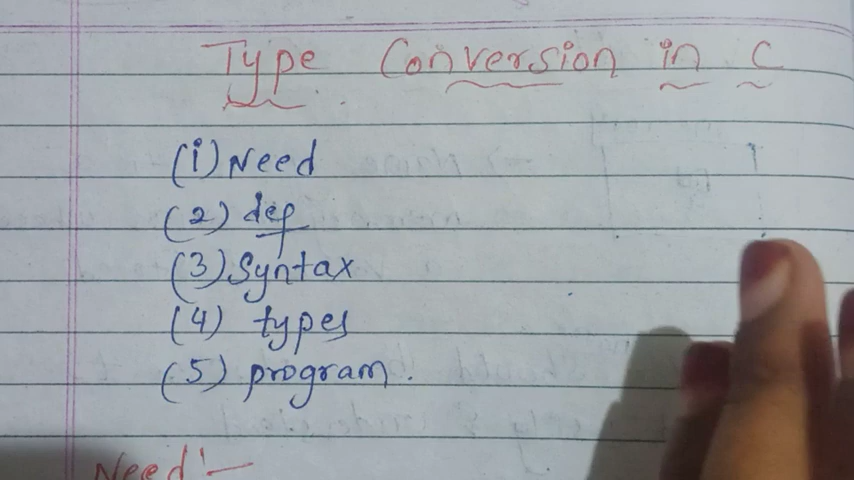 Type Conversion in C
(i) Need
(2) def
(3) Syntax
(4) types
(5) program.
Need :-